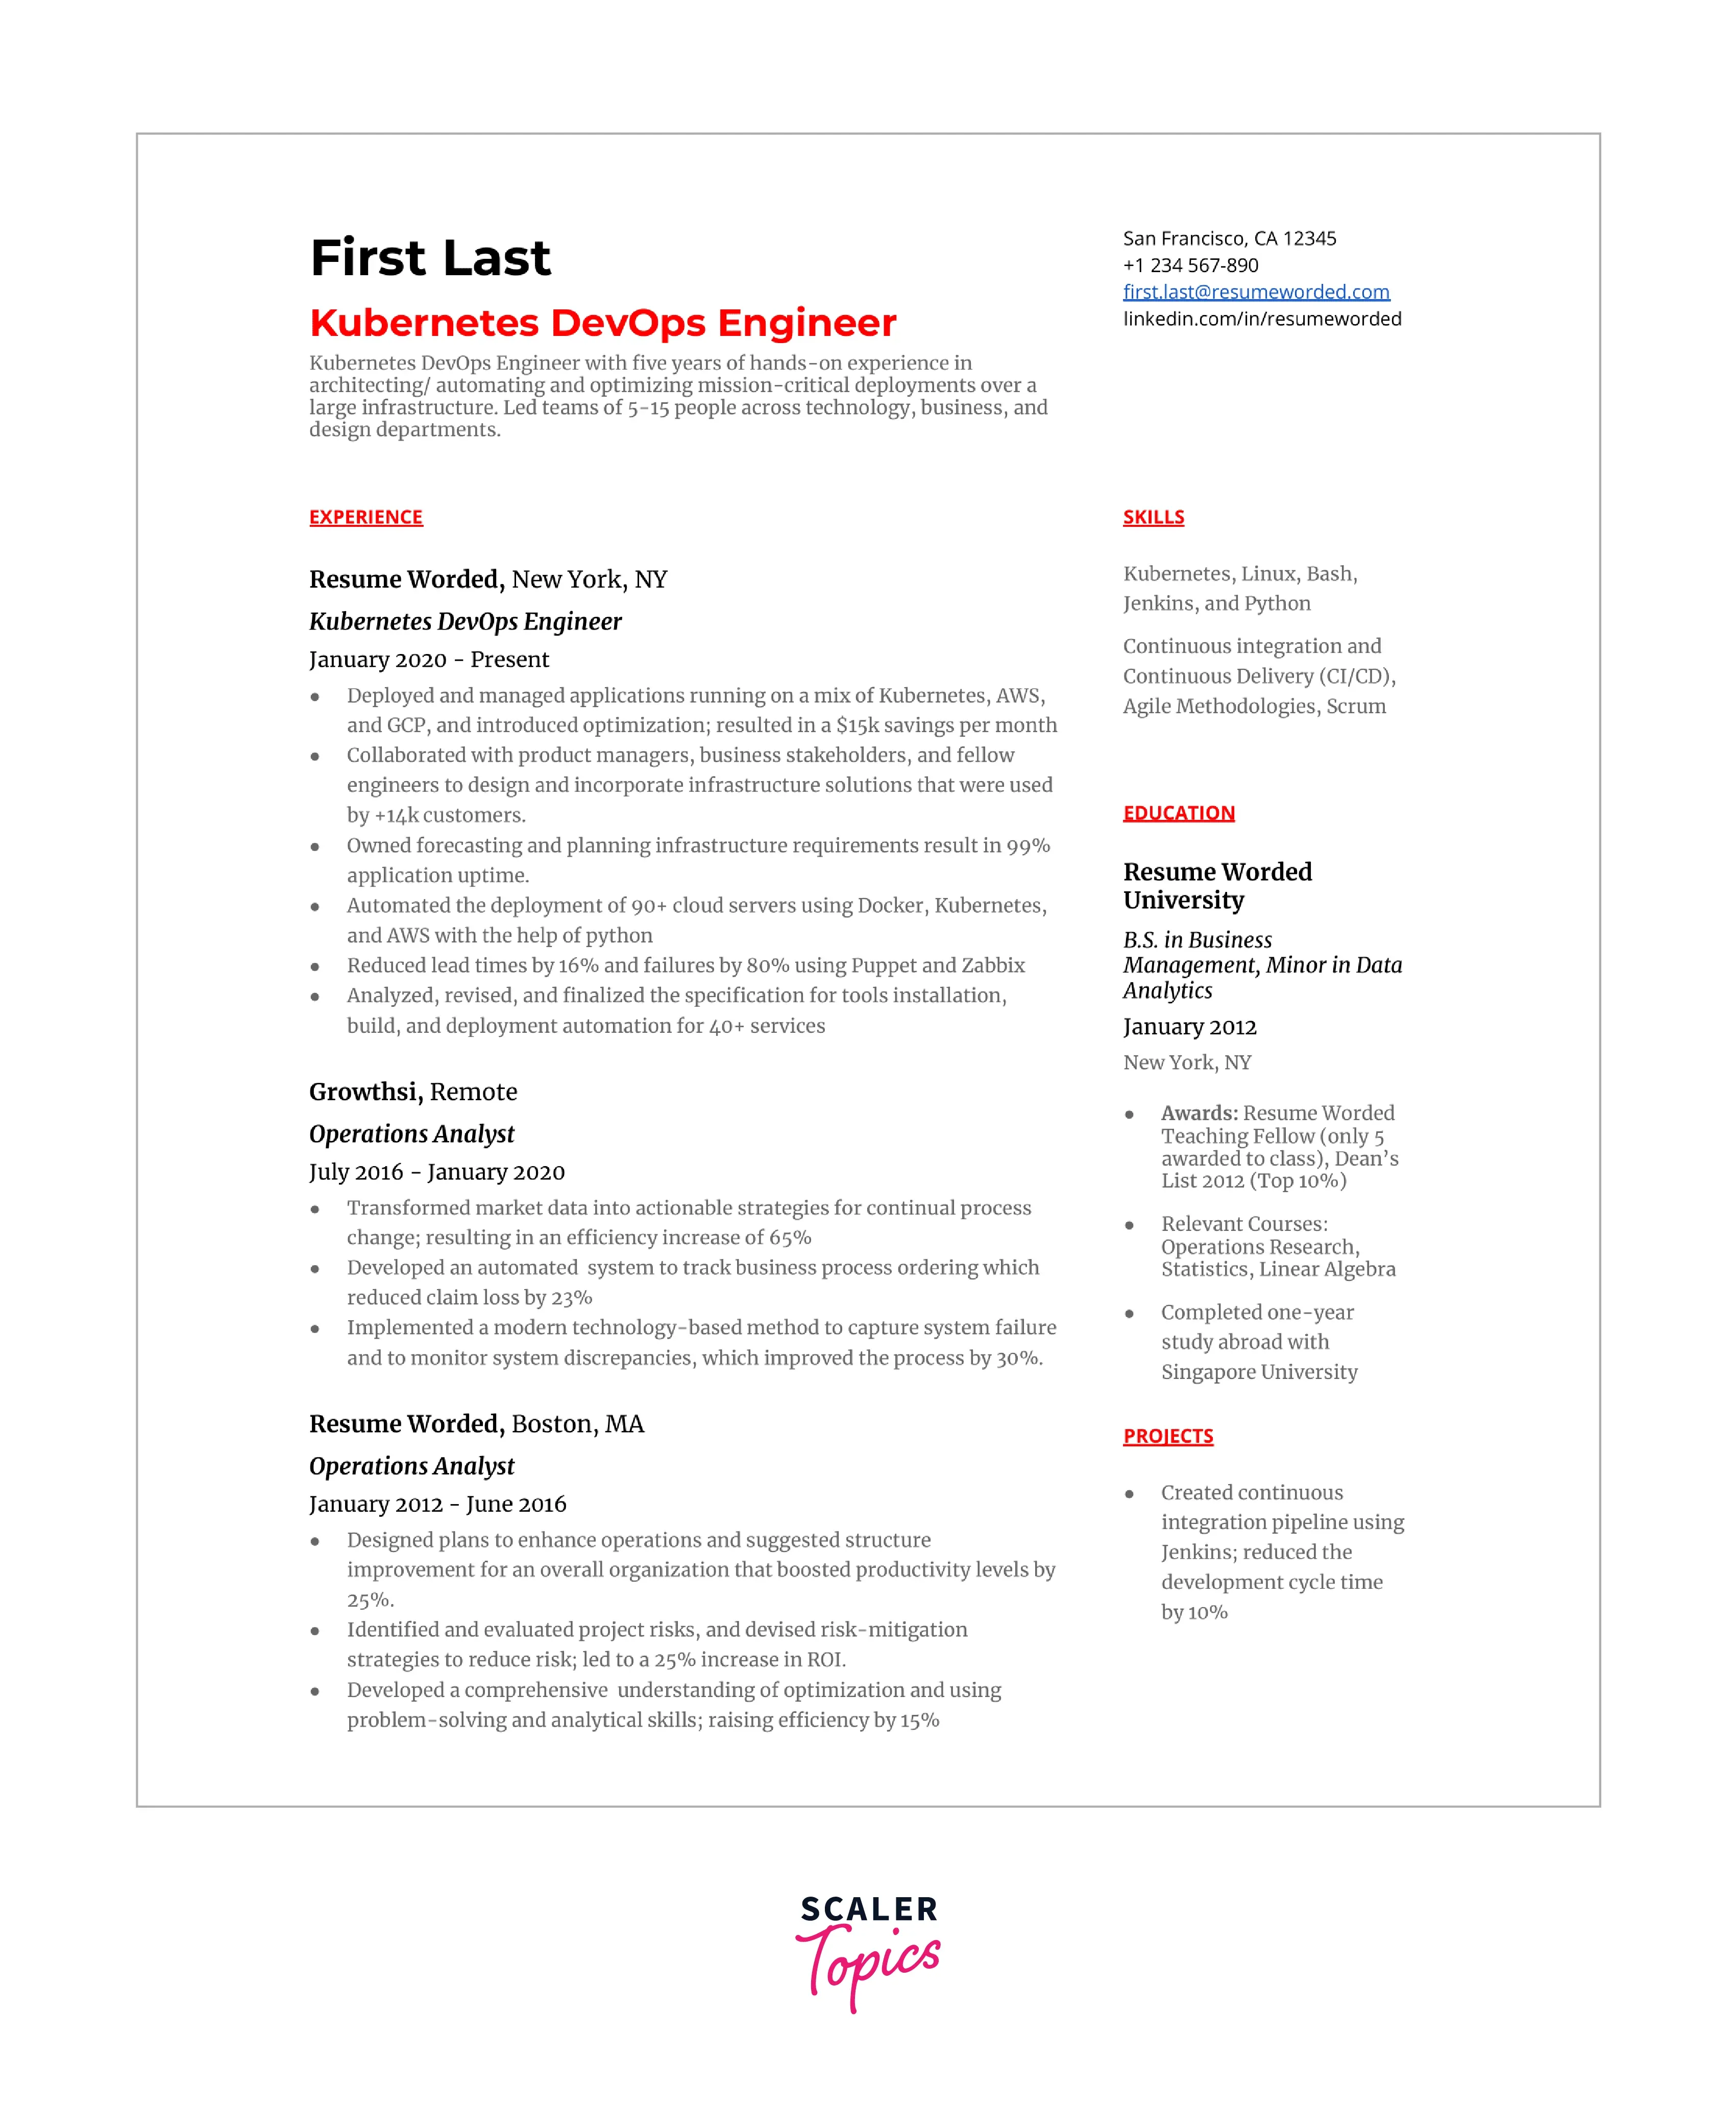 First Last
Kubernetes DevOps Engineer
Kubernetes DevOps Engineer with five years of hands-on experience in
architecting/ automating and optimizing mission-critical deployments over a
large infrastructure. Led teams of 5-15 people across technology, business, and
design departments.
San Francisco, CA 12345
+1 234 567-890
first.last@resumeworded.com
linkedin.com/in/resumeworded
EXPERIENCE
Resume Worded, New York, NY
Kubernetes DevOps Engineer
January 2020 - Present
● Deployed and managed applications running on a mix of Kubernetes, AWS,
and GCP, and introduced optimization; resulted in a $15k savings per month
● Collaborated with product managers, business stakeholders, and fellow
engineers to design and incorporate infrastructure solutions that were used
by +14k customers.
● Owned forecasting and planning infrastructure requirements result in 99%
application uptime.
● Automated the deployment of 90+ cloud servers using Docker, Kubernetes,
and AWS with the help of python
● Reduced lead times by 16% and failures by 80% using Puppet and Zabbix
● Analyzed, revised, and finalized the specification for tools installation,
build, and deployment automation for 40+ services
Growthsi, Remote
Operations Analyst
July 2016 - January 2020
● Transformed market data into actionable strategies for continual process
change; resulting in an efficiency increase of 65%
● Developed an automated  system to track business process ordering which
reduced claim loss by 23%
● Implemented a modern technology-based method to capture system failure
and to monitor system discrepancies, which improved the process by 30%.
Resume Worded, Boston, MA
Operations Analyst
January 2012 - June 2016
● Designed plans to enhance operations and suggested structure
improvement for an overall organization that boosted productivity levels by
25%.
● Identified and evaluated project risks, and devised risk-mitigation
strategies to reduce risk; led to a 25% increase in ROI.
● Developed a comprehensive  understanding of optimization and using
problem-solving and analytical skills; raising efficiency by 15%
SKILLS
Kubernetes, Linux, Bash,
Jenkins, and Python
Continuous integration and
Continuous Delivery (CI/CD),
Agile Methodologies, Scrum
EDUCATION
Resume Worded
University
B.S. in Business
Management, Minor in Data
Analytics
January 2012
New York, NY
● Awards: Resume Worded
Teaching Fellow (only 5
awarded to class), Dean’s
List 2012 (Top 10%)
● Relevant Courses:
Operations Research,
Statistics, Linear Algebra
● Completed one-year
study abroad with
Singapore University
PROJECTS
● Created continuous
integration pipeline using
Jenkins; reduced the
development cycle time
by 10%
SCALER
Topics